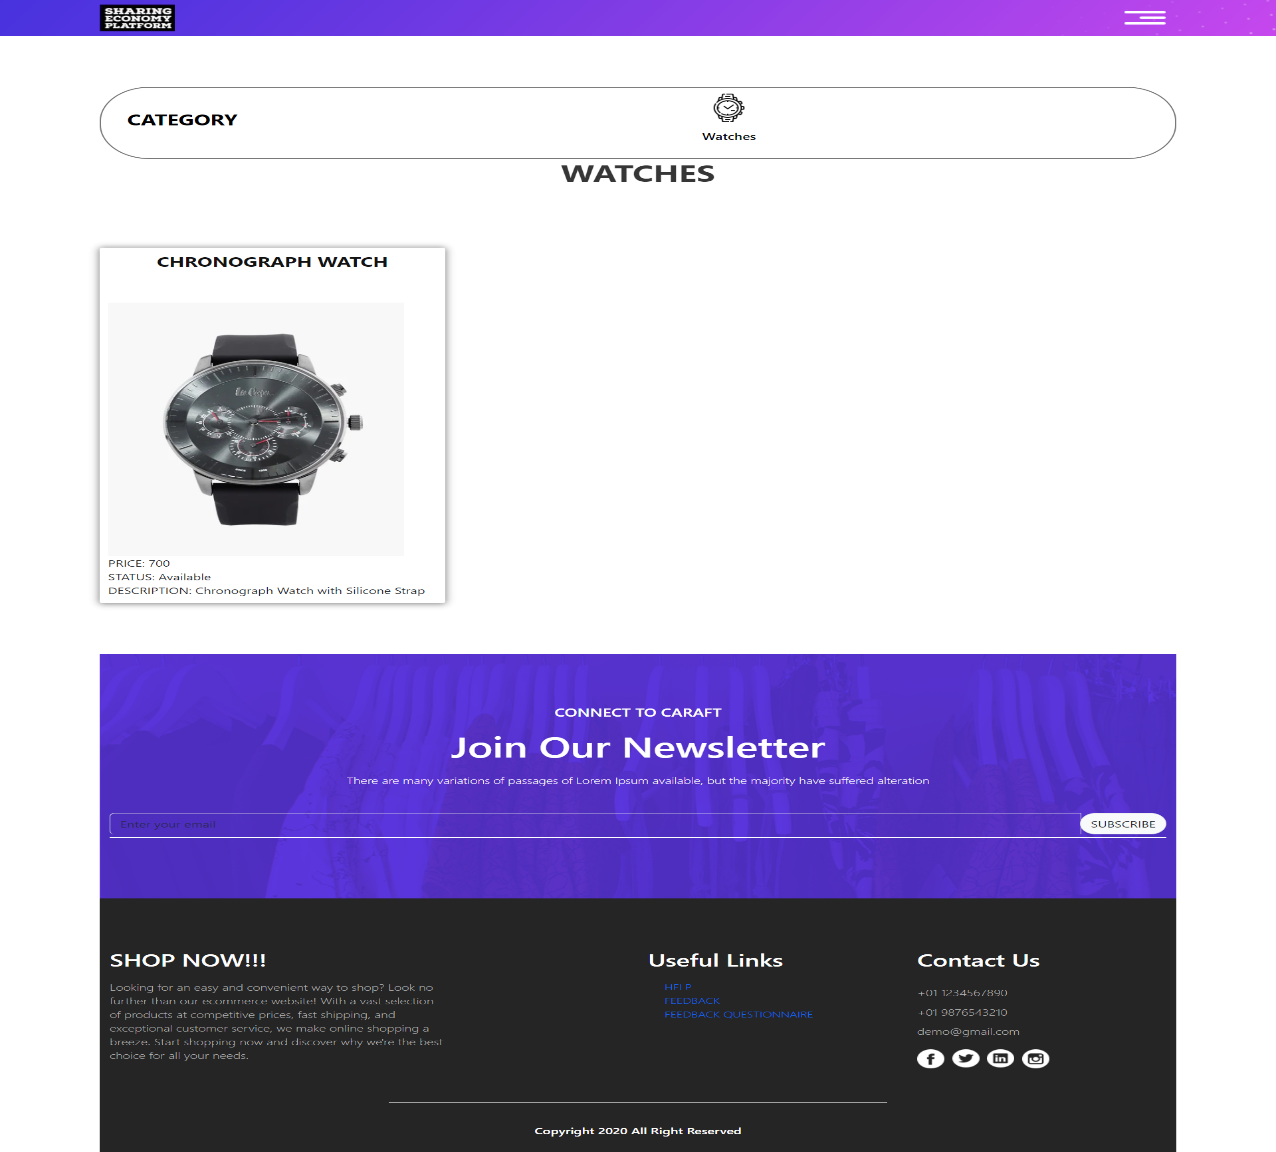 SHARING
ECONOMY
PLATFORM
CATEGORY
Watches
WATCHES
CHRONOGRAPH WATCH
Lee Cooper
PRICE: 700
STATUS: Available
DESCRIPTION: Chronograph Watch with Silicone Strap
CONNECT TO CARAFT
Join Our Newsletter
There are many variations of passages of Lorem Ipsum available, but the majority have suffered alteration
Enter your email
SUBSCRIBE
SHOP NOW!!!
Looking for an easy and convenient way to shop? Look no
further than our ecommerce website! With a vast selection
of products at competitive prices, fast shipping, and
exceptional customer service, we make online shopping a
breeze. Start shopping now and discover why we're the best
choice for all your needs.
Useful Links
HELP
FEEDBACK
FEEDBACK QUESTIONNAIRE
Contact Us
+01 1234567890
+01 9876543210
demo@gmail.com
Copyright 2020 All Right Reserved